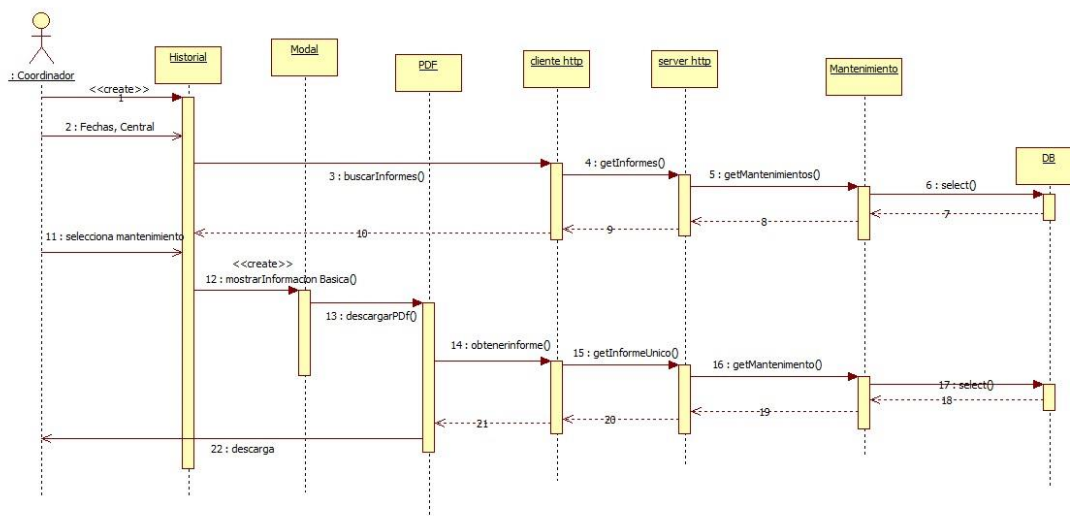 : Coordinador
Historial
Modal
PDF
cliente http
server http
Mantenimiento
DB
<<create>>
1
2 : Fechas, Central
3 : buscarInformes()
4 : getInformes()
5 : getMantenimientos()
6 : select()
7
8
9
10
11 : selecciona mantenimiento
<<create>>
12 : mostrarInformacion Basica()
13 : descargarPDf()
14 : obtenerinforme()
15 : getInformeUnico()
16 : getMantenimento()
17 : select()
18
19
20
21
22 : descarga